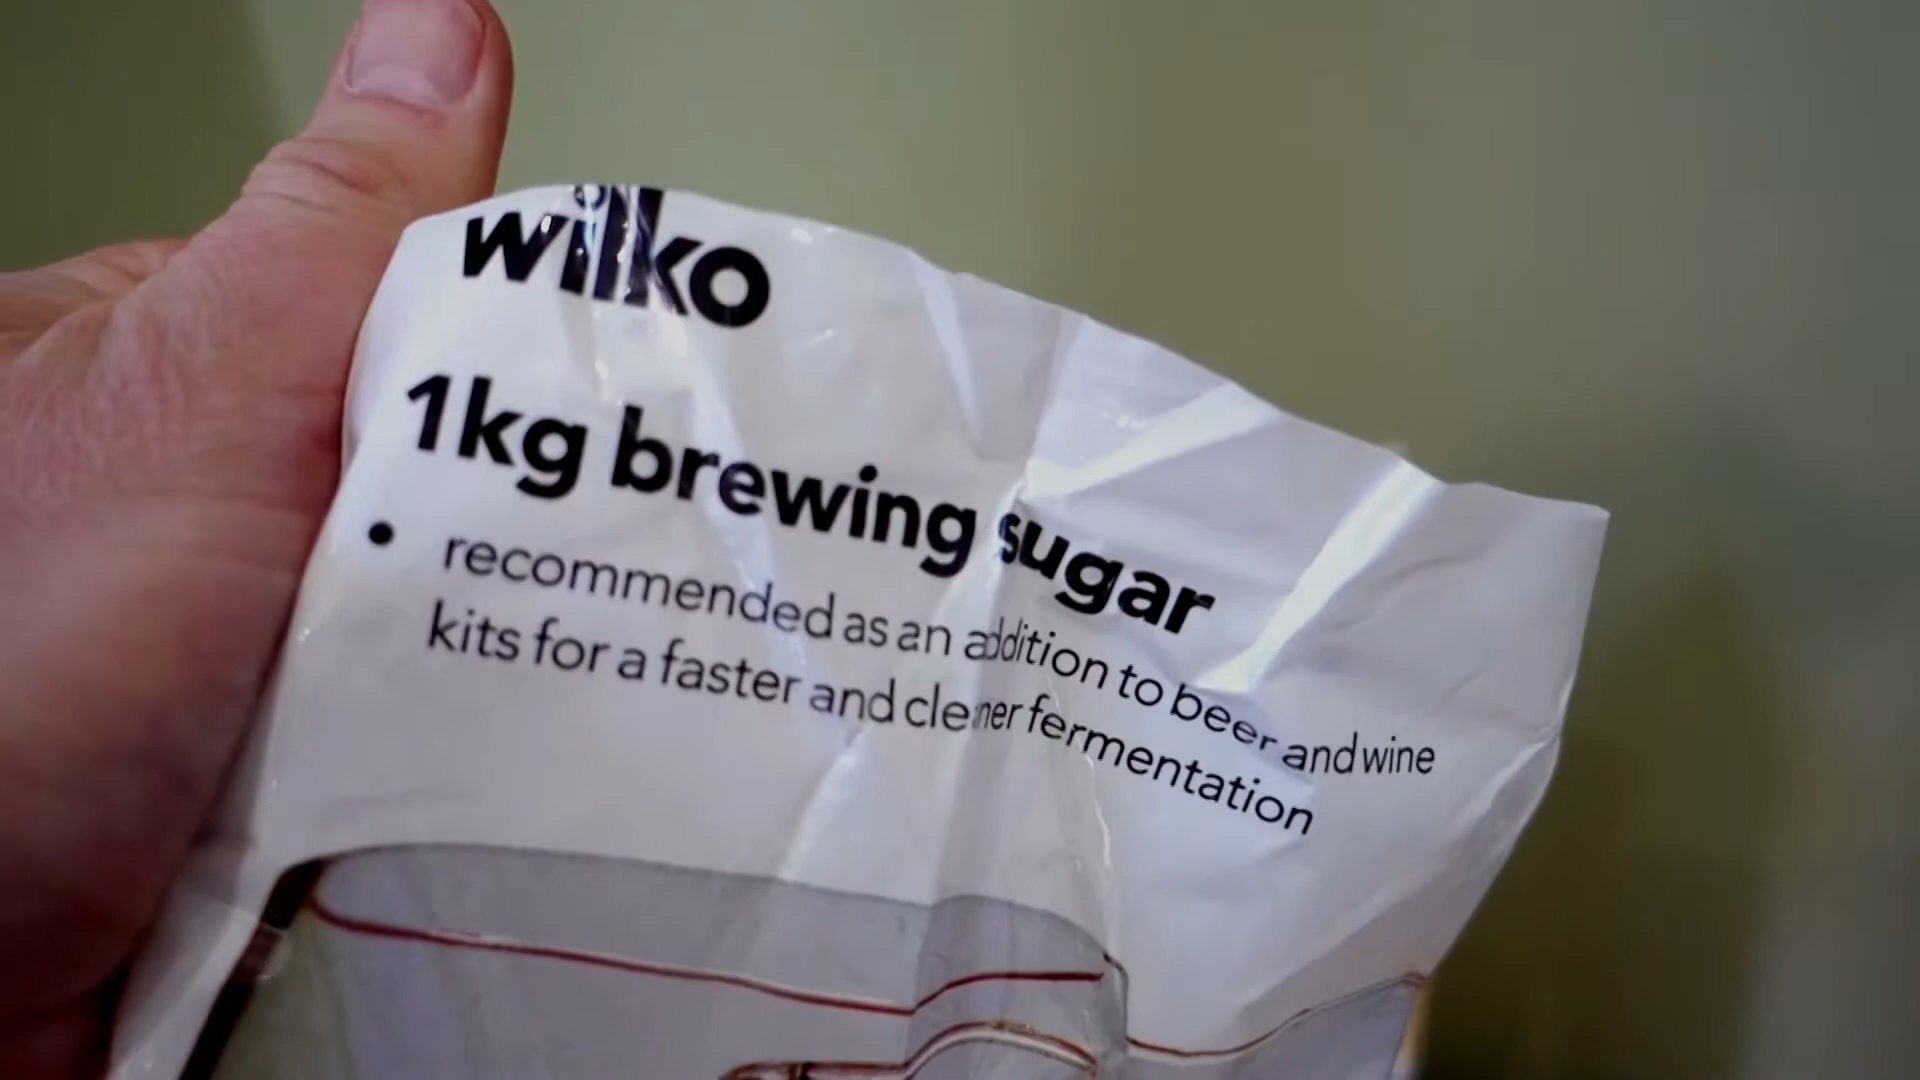 wilko
1kg brewing sugar
• recommended as an addition to beer and wine
kits for a faster and cleaner fermentation